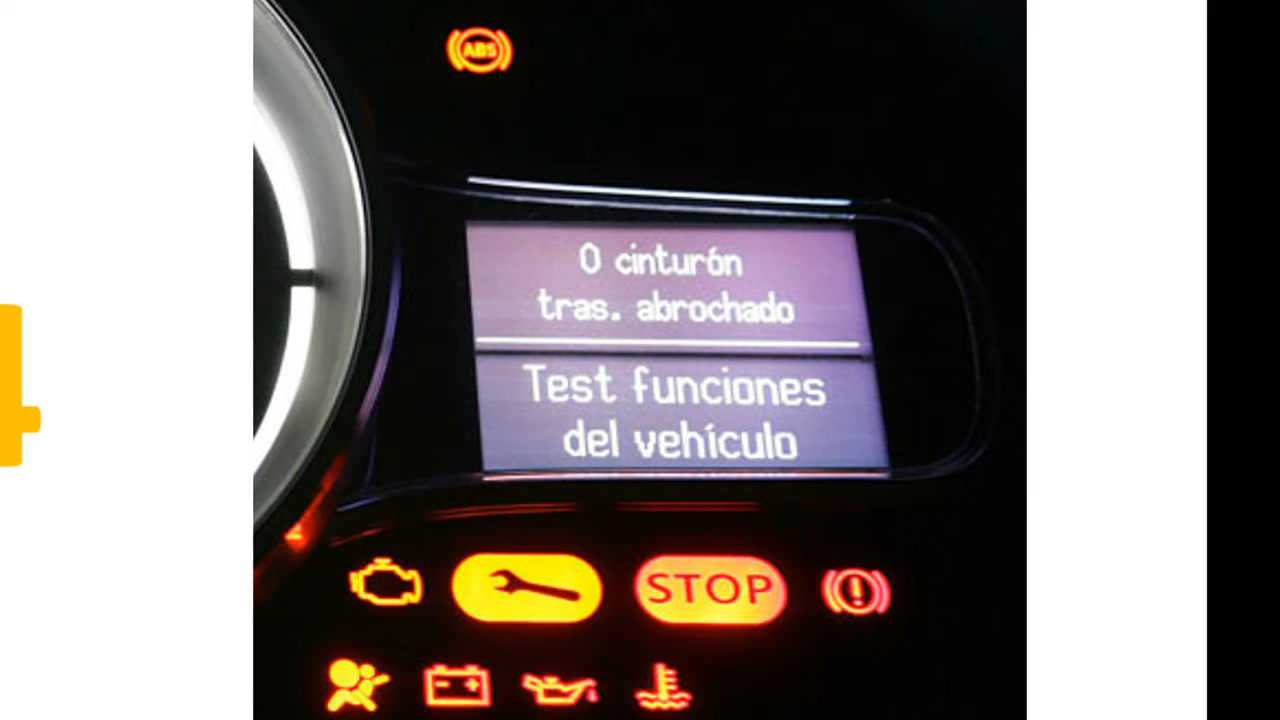 ABS
0 cinturón
tras. abrochado
Test funciones
del vehículo
STOP